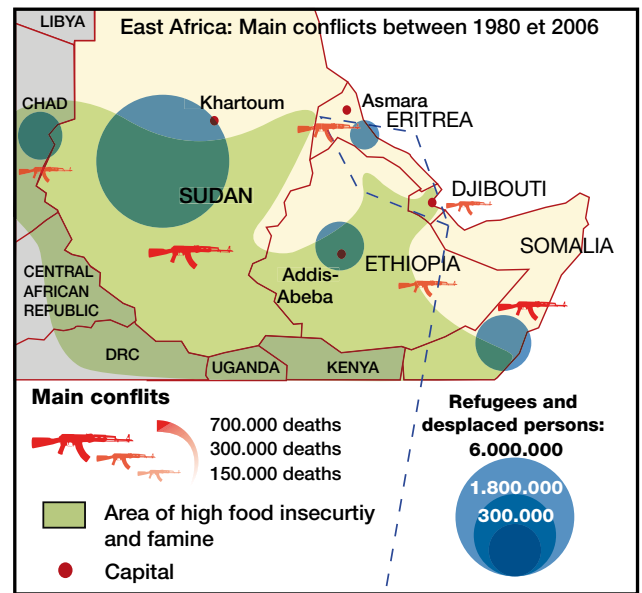 East Africa: Main conflicts between 1980 et 2006
LIBYA
CHAD
Khartoum
Asmara
ERITREA
SUDAN
DJIBOUTI
SOMALIA
ETHIOPIA
Addis-
Abeba
CENTRAL
AFRICAN
REPUBLIC
DRC
UGANDA
KENYA
Main conflits
700.000 deaths
300.000 deaths
150.000 deaths
Area of high food insecurtiy
and famine
Capital
Refugees and
desplaced persons:
6.000.000
1.800.000
300.000